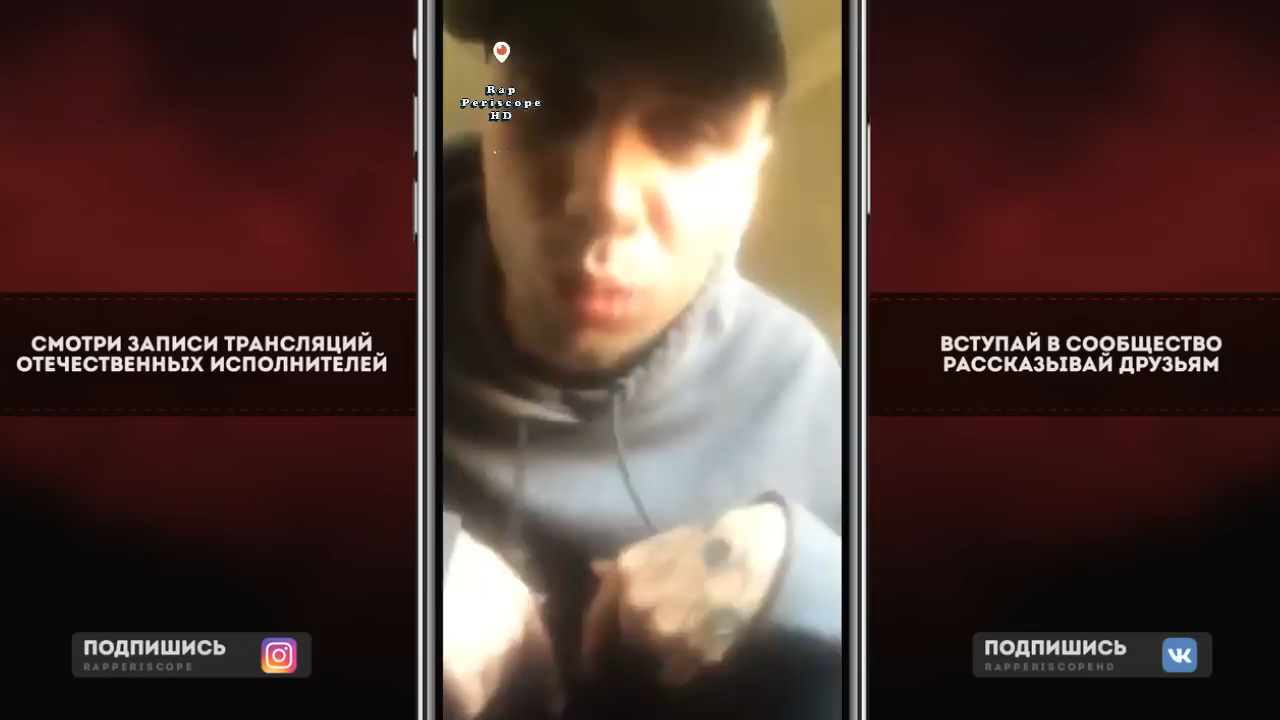 Rap
Periscope
HD
СМОТРИ ЗАПИСИ ТРАНСЛЯЦИЙ
ОТЕЧЕСТВЕННЫХ ИСПОЛНИТЕЛЕЙ
ВСТУПАЙ В СООБЩЕСТВО
РАССКАЗЫВАЙ ДРУЗЬЯМ
ПОДПИШИСЬ
RAPPERISCOPE
ПОДПИШИСЬ
RAPPERISCOPEHD